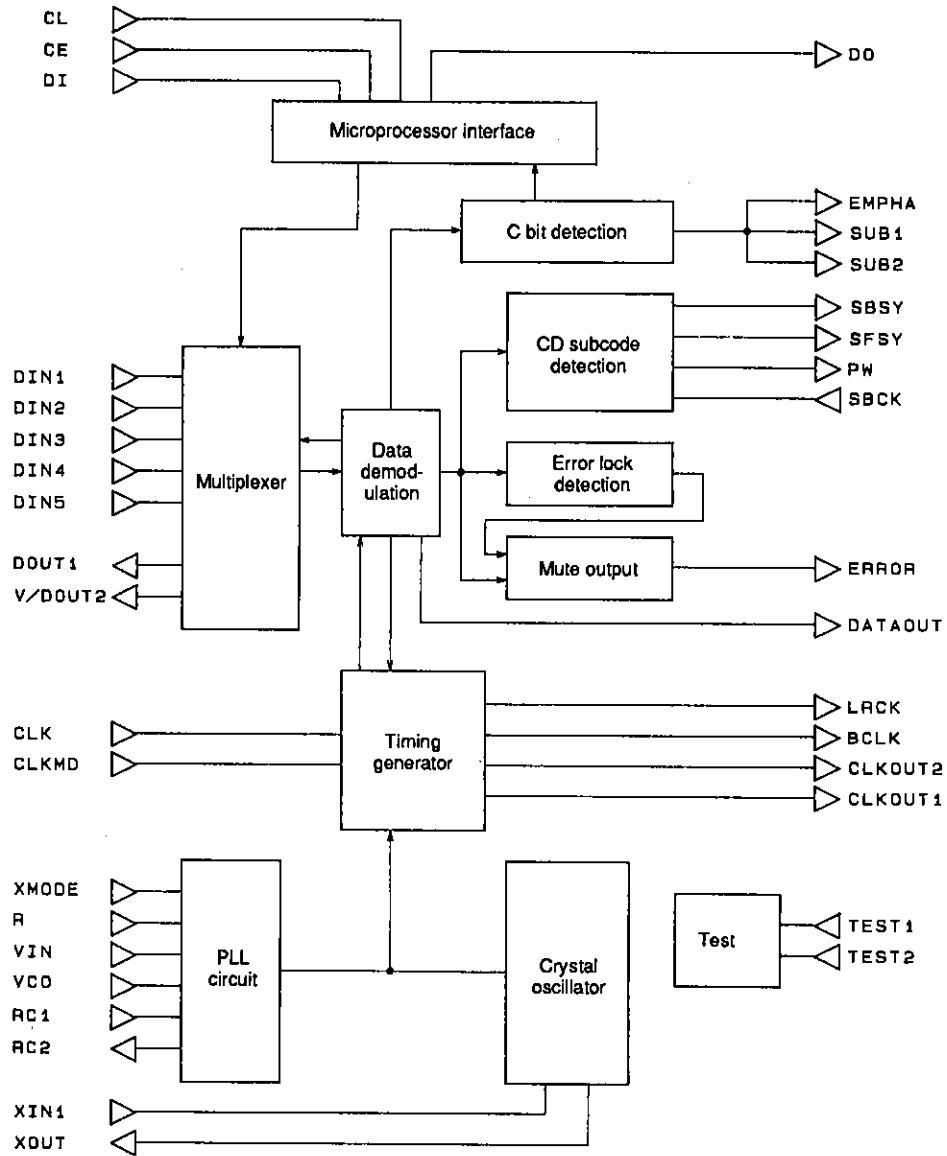 CL
CE
DI
DO
Microprocessor interface
C bit detection
EMPHA
SUB1
SUB2
CD subcode
detection
SBSY
SFSY
PW
SBCK
DIN1
DIN2
DIN3
DIN4
DIN5
Multiplexer
Data
demod-
ulation
Error lock
detection
DOUT1
V/DOUT2
Mute output
ERROR
DATAOUT
CLK
CLKMD
Timing
generator
LRCK
BCLK
CLKOUT2
CLKOUT1
XMODE
R
VIN
VCO
RC1
RC2
PLL
circuit
Crystal
oscillator
Test
TEST1
TEST2
XIN1
XOUT